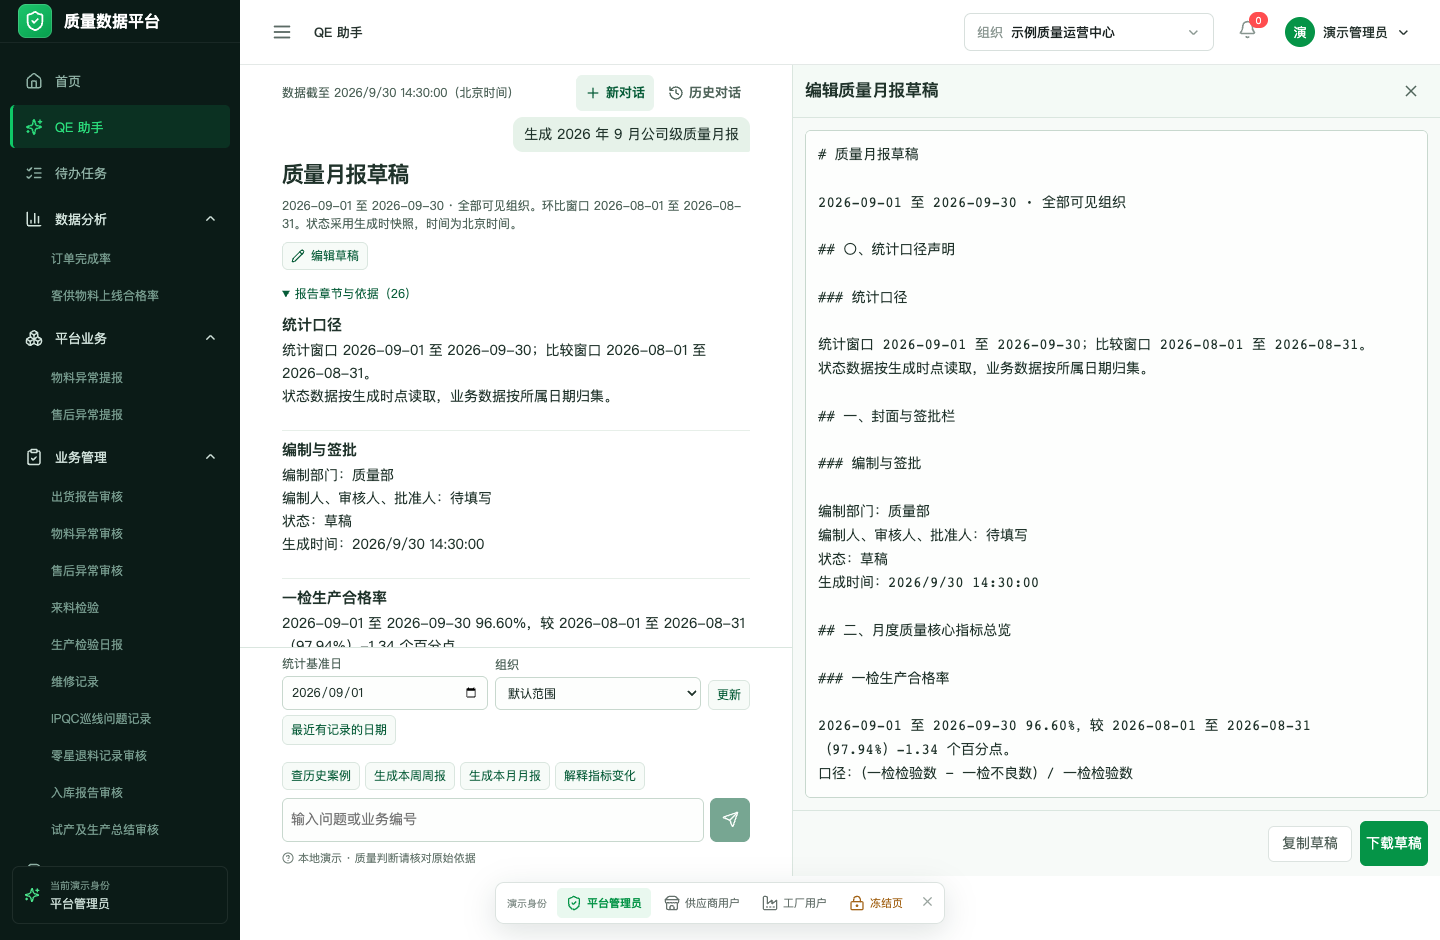 质量数据平台
首页
QE 助手
待办任务
数据分析
订单完成率
客供物料上线合格率
平台业务
物料异常提报
售后异常提报
业务管理
出货报告审核
物料异常审核
售后异常审核
来料检验
生产检验日报
维修记录
IPQC巡线问题记录
零星退料记录审核
入库报告审核
试产及生产总结审核
当前演示身份
平台管理员
QE 助手
组织 示例质量运营中心
0
演 演示管理员
数据截至 2026/9/30 14:30:00（北京时间）
新对话
历史对话
生成 2026 年 9 月公司级质量月报
质量月报草稿
2026-09-01 至 2026-09-30 · 全部可见组织。环比窗口 2026-08-01 至 2026-08-
31。状态采用生成时快照，时间为北京时间。
编辑草稿
▼ 报告章节与依据（26）
统计口径
统计窗口 2026-09-01 至 2026-09-30；比较窗口 2026-08-01 至
2026-08-31。
状态数据按生成时点读取，业务数据按所属日期归集。
编制与签批
编制部门：质量部
编制人、审核人、批准人：待填写
状态：草稿
生成时间：2026/9/30 14:30:00
一检生产合格率
2026-09-01 至 2026-09-30 96.60%，较 2026-08-01 至 2026-08-31
（97.94%）-1.34 个百分点
统计基准日
组织
2026/09/01
默认范围
更新
最近有记录的日期
查历史案例
生成本周周报
生成本月月报
解释指标变化
输入问题或业务编号
本地演示 · 质量判断请核对原始依据
编辑质量月报草稿
# 质量月报草稿
2026-09-01 至 2026-09-30 · 全部可见组织
## 〇、统计口径声明
### 统计口径
统计窗口 2026-09-01 至 2026-09-30；比较窗口 2026-08-01 至 2026-08-31。
状态数据按生成时点读取，业务数据按所属日期归集。
## 一、封面与签批栏
### 编制与签批
编制部门：质量部
编制人、审核人、批准人：待填写
状态：草稿
生成时间：2026/9/30 14:30:00
## 二、月度质量核心指标总览
### 一检生产合格率
2026-09-01 至 2026-09-30 96.60%，较 2026-08-01 至 2026-08-31
（97.94%）-1.34 个百分点。
口径：（一检检验数 - 一检不良数）/ 一检检验数
复制草稿
下载草稿
演示身份
平台管理员
供应商用户
工厂用户
冻结页